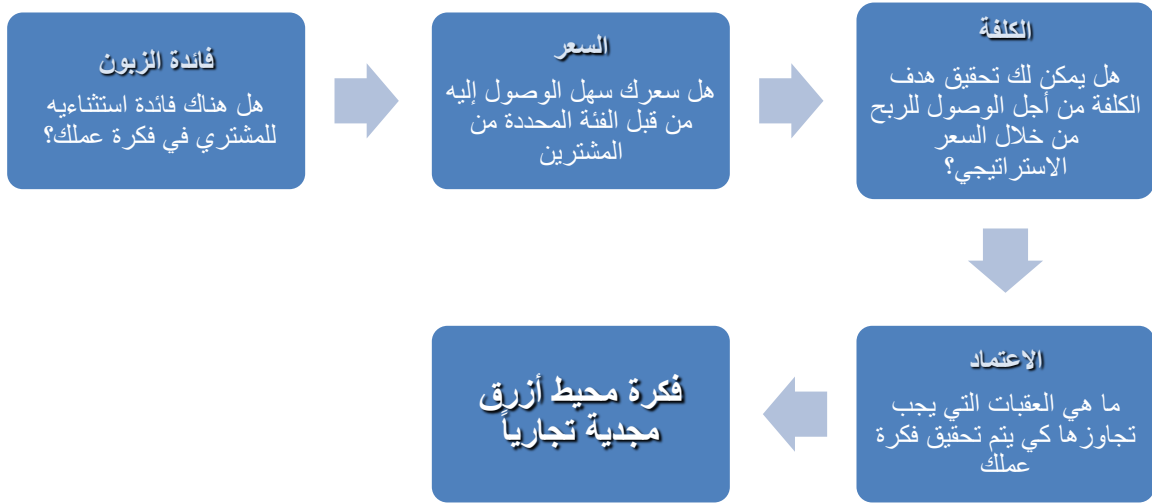 فائدة الزبون
هل هناك فائدة استثنائيه
للمشتري في فكرة عملك؟
السعر
هل سعرك سهل الوصول إليه
من قبل الفئة المحددة من
المشترين
الكلفة
هل يمكن لك تحقيق هدف
الكلفة من أجل الوصول للربح
من خلال السعر
الاستراتيجي؟
الاعتماد
ما هي العقبات التي يجب
تجاوزها كي يتم تحقيق فكرة
عملك
فكرة محيط أزرق
مجدية تجارياً